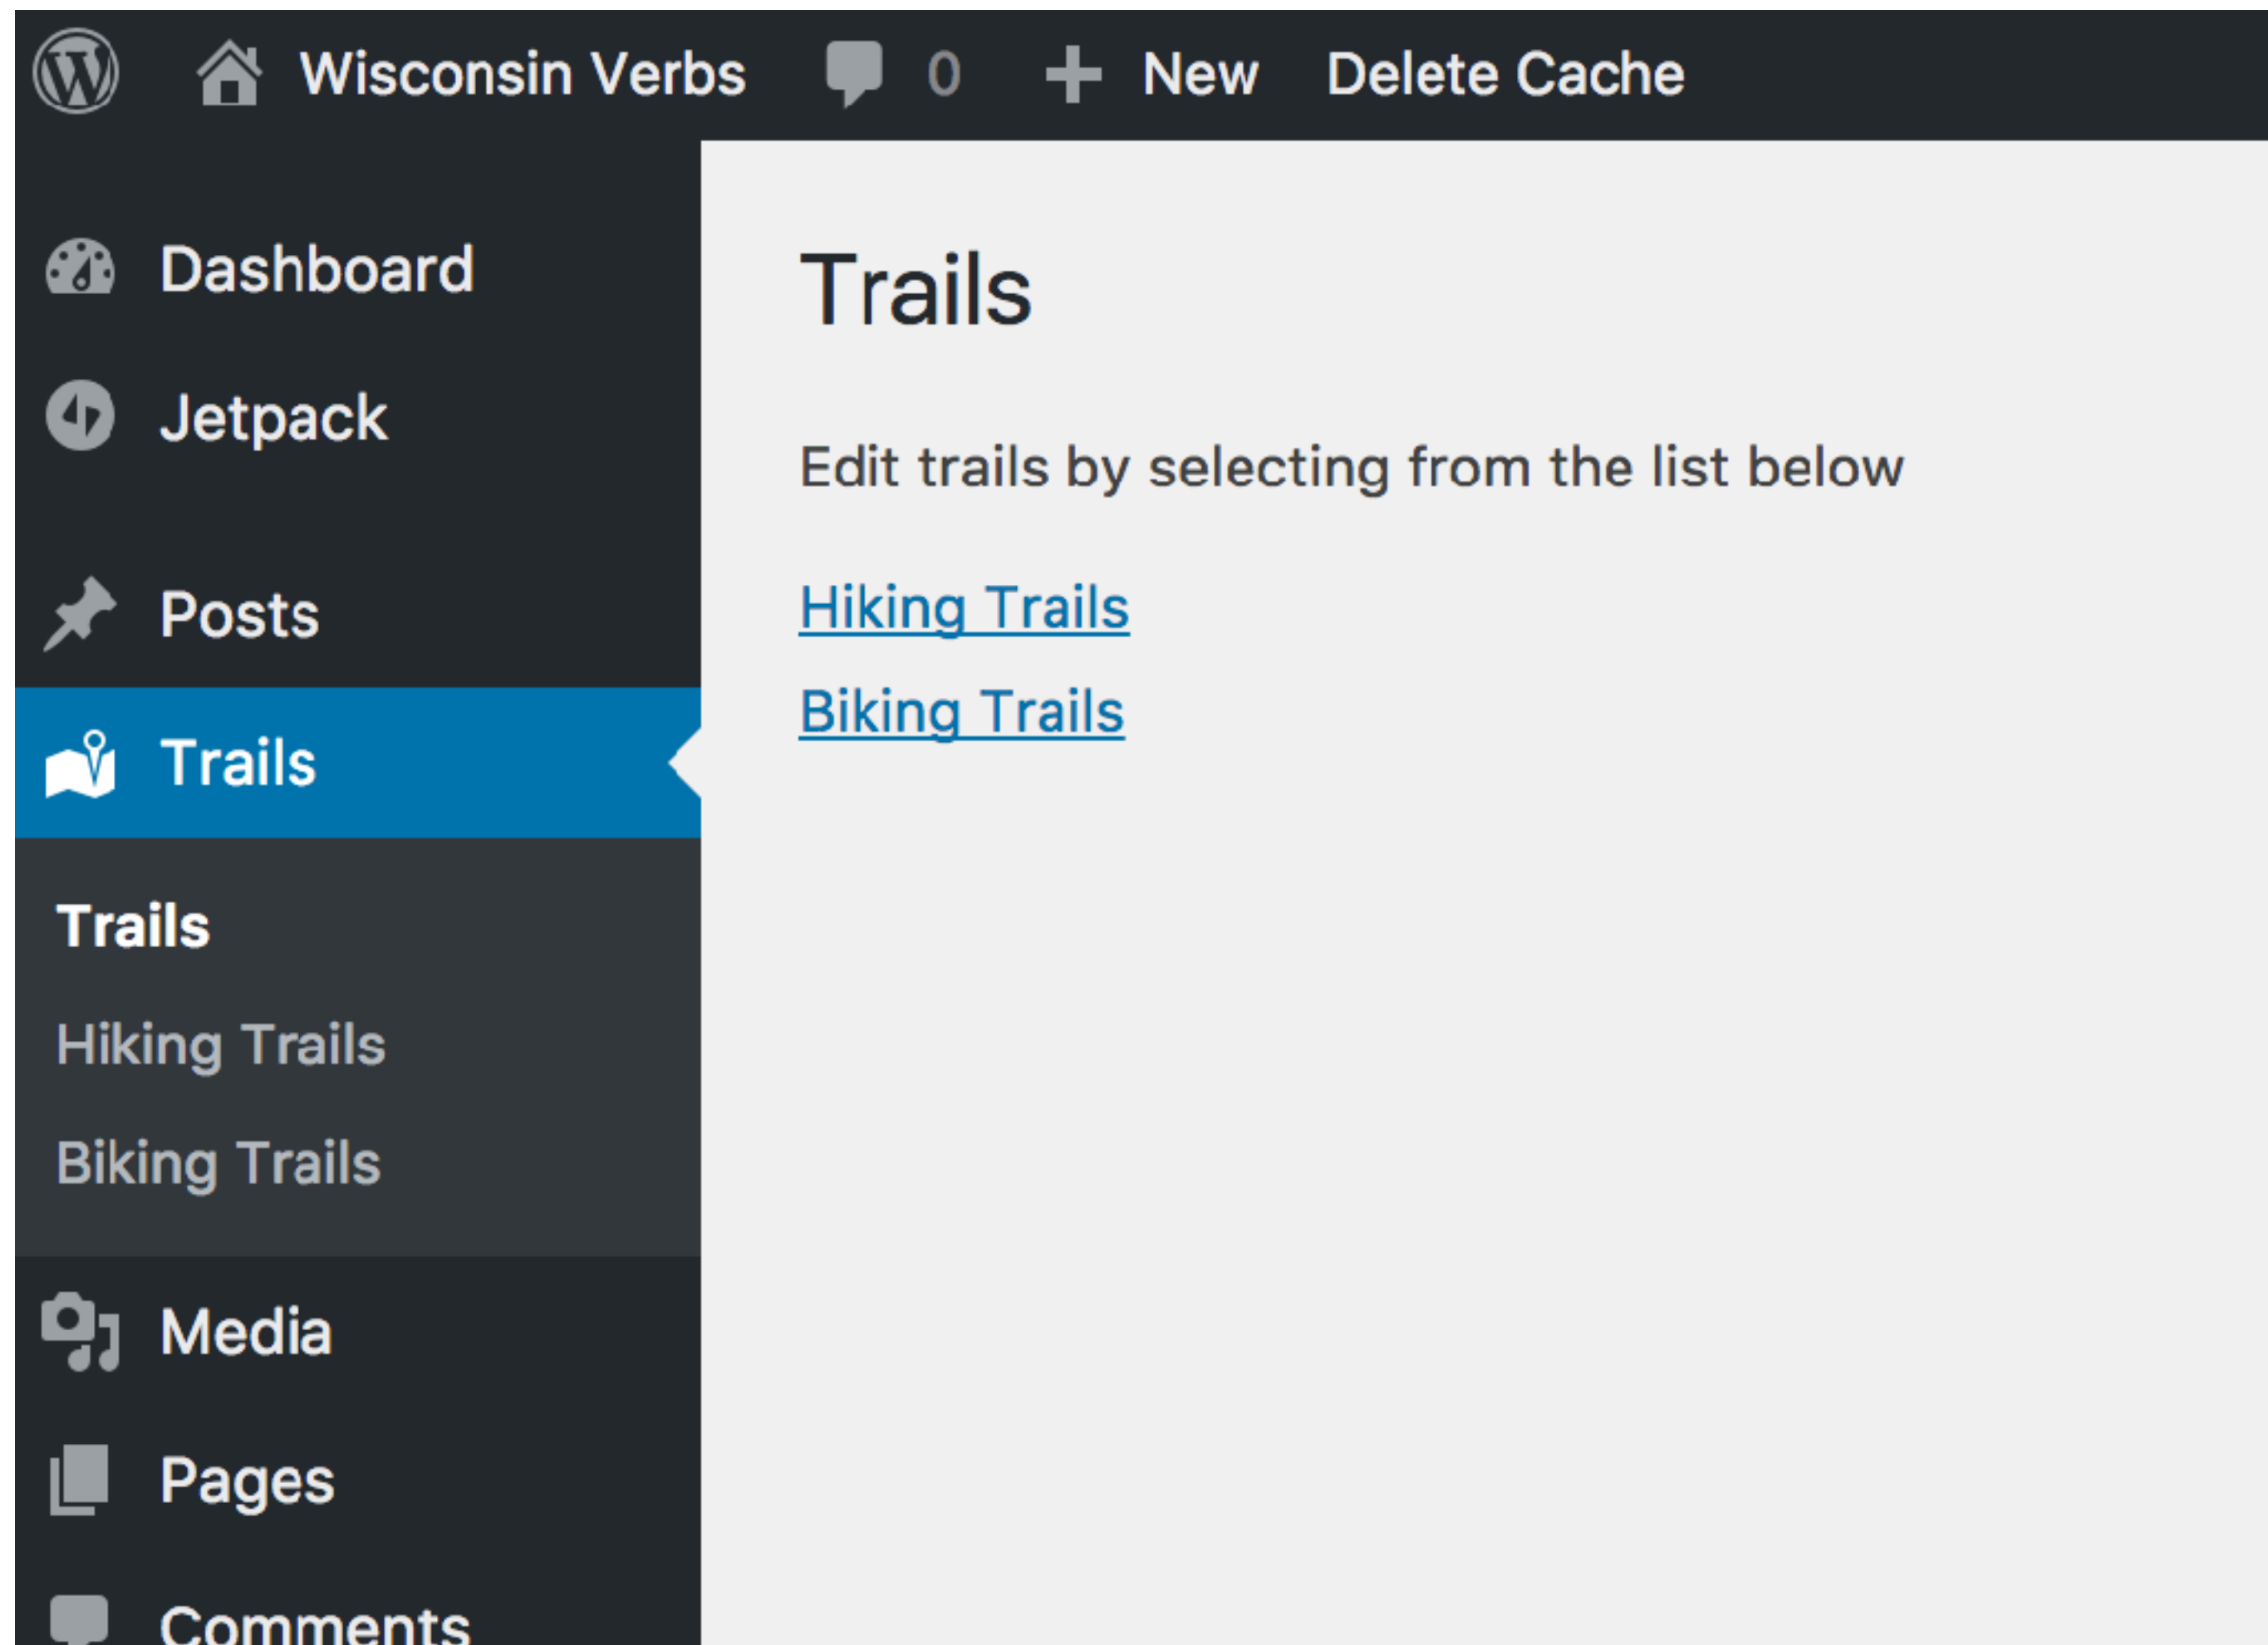 Wisconsin Verbs 0 New Delete Cache
Dashboard
Jetpack
Posts
Trails
Trails
Hiking Trails
Biking Trails
Media
Pages
Comments
Trails
Edit trails by selecting from the list below
Hiking Trails
Biking Trails